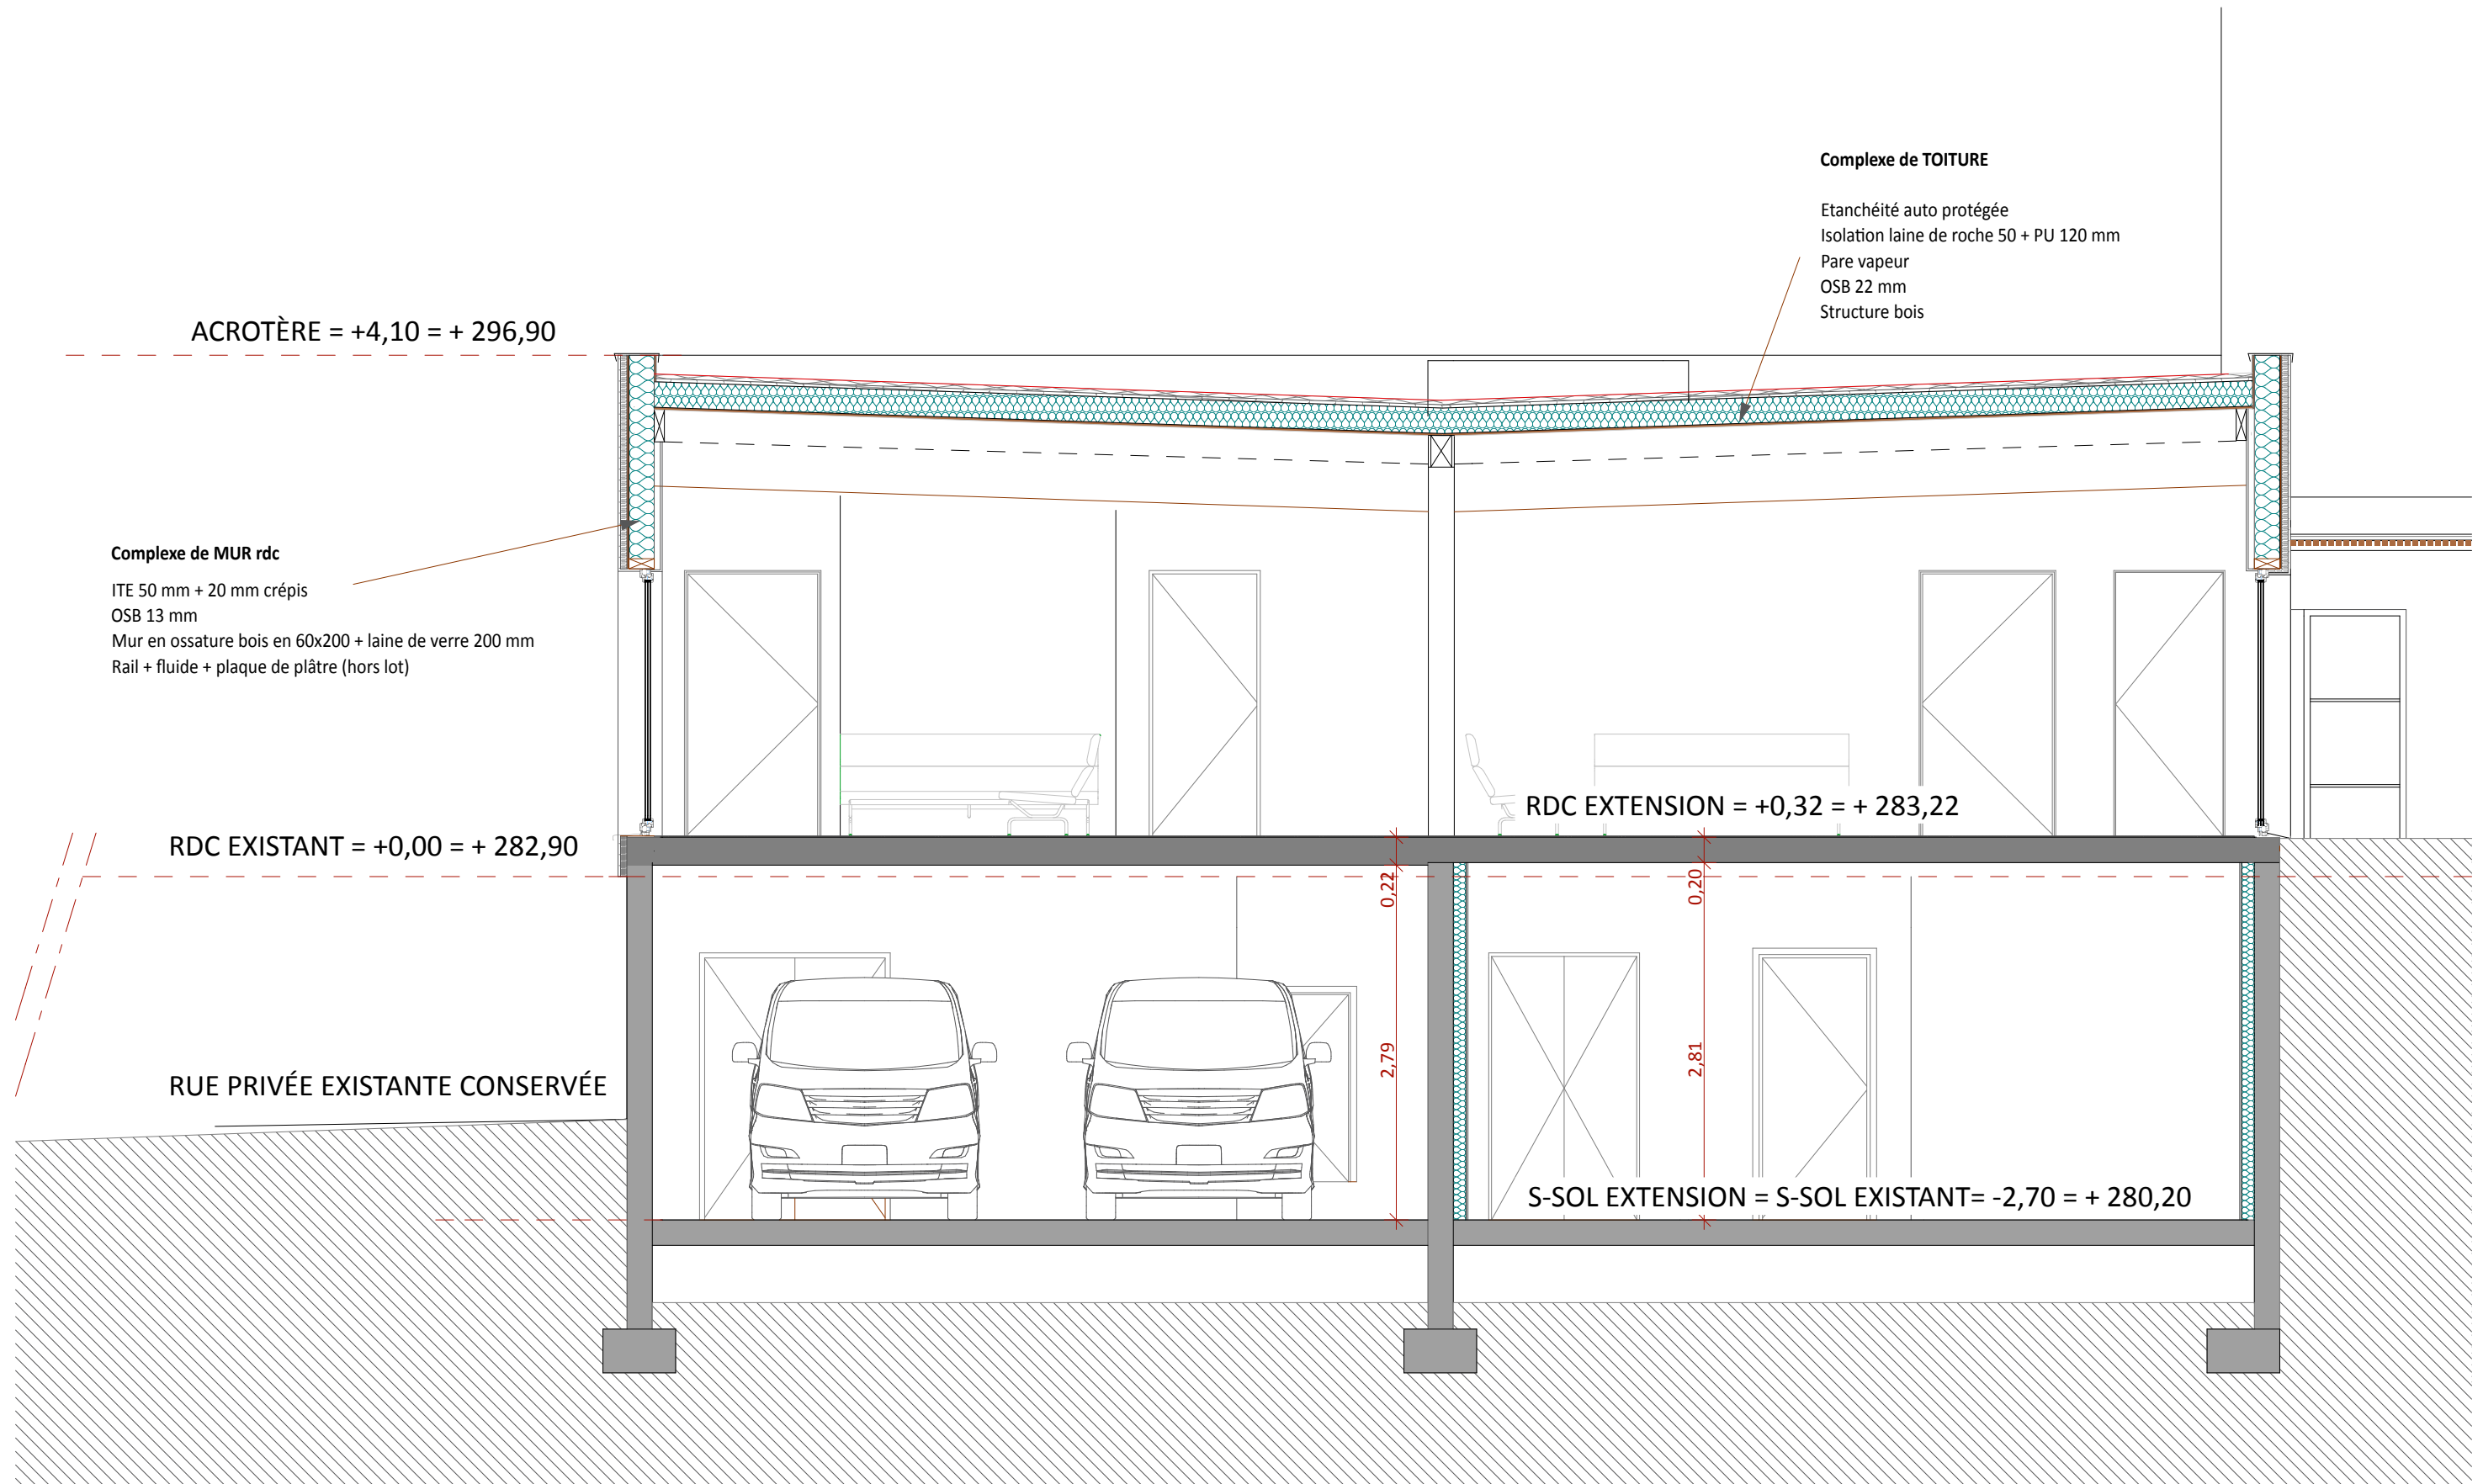 Complexe de TOITURE
Etanchéité auto protégée
Isolation laine de roche 50 + PU 120 mm
Pare vapeur
OSB 22 mm
Structure bois
ACROTÈRE = +4,10 = + 296,90
Complexe de MUR rdc
ITE 50 mm + 20 mm crépis
OSB 13 mm
Mur en ossature bois en 60x200 + laine de verre 200 mm
Rail + fluide + plaque de plâtre (hors lot)
RDC EXTENSION = +0,32 = + 283,22
RDC EXISTANT = +0,00 = + 282,90
0,22
0,20
2,79
2,81
RUE PRIVÉE EXISTANTE CONSERVÉE
S-SOL EXTENSION = S-SOL EXISTANT= -2,70 = + 280,20